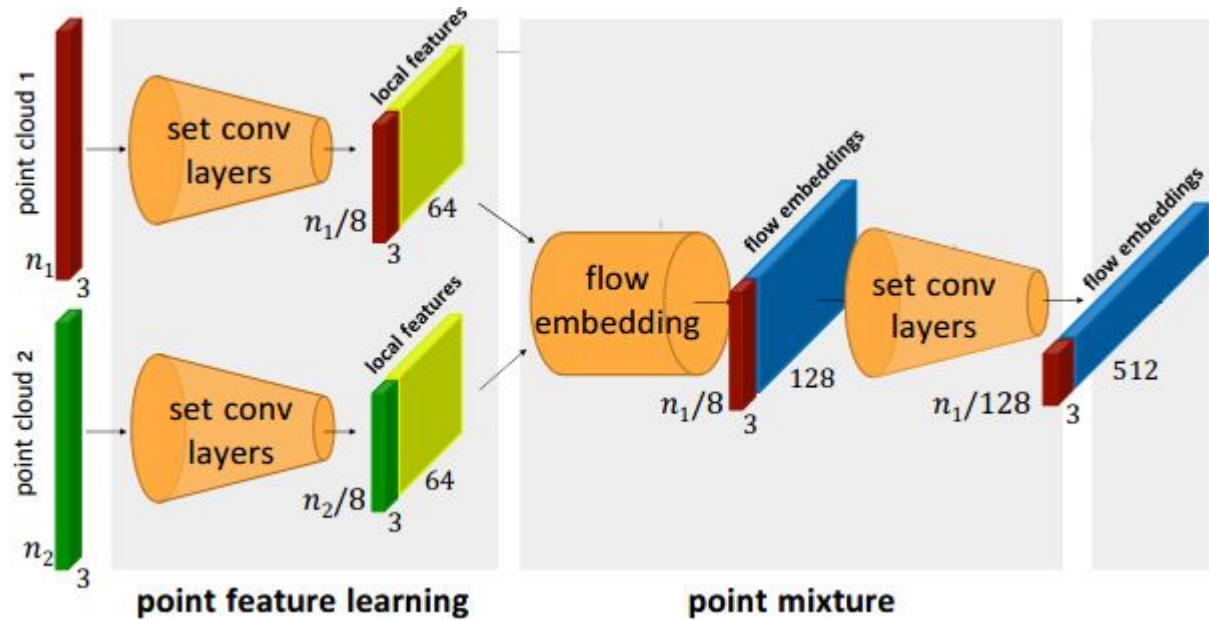 point cloud 1
n₁
3
set conv
layers
local features
n₁/8
3
64
point cloud 2
n₂
3
set conv
layers
local features
n₂/8
3
64
flow
embedding
flow embeddings
n₁/8
3
128
set conv
layers
flow embeddings
n₁/128
3
512
point feature learning
point mixture